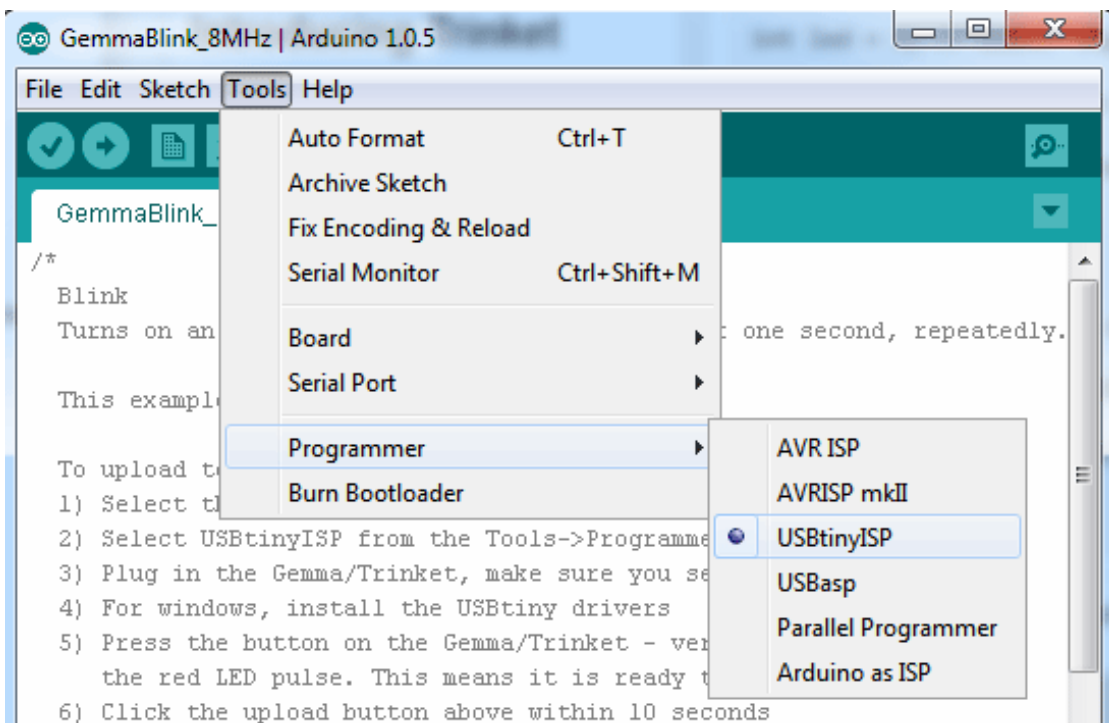 GemmaBlink_8MHz | Arduino 1.0.5
File Edit Sketch Tools Help
Auto Format Ctrl+T
Archive Sketch
Fix Encoding & Reload
Serial Monitor Ctrl+Shift+M
Board
Serial Port
Programmer
Burn Bootloader
AVR ISP
AVRISP mkII
USBtinyISP
USBasp
Parallel Programmer
Arduino as ISP
GemmaBlink_
/*
Blink
Turns on an one second, repeatedly.
This exampl
To upload t
1) Select t
2) Select USBtinyISP from the Tools->Programme
3) Plug in the Gemma/Trinket, make sure you se
4) For windows, install the USBtiny drivers
5) Press the button on the Gemma/Trinket - ver
the red LED pulse. This means it is ready t
6) Click the upload button above within 10 seconds